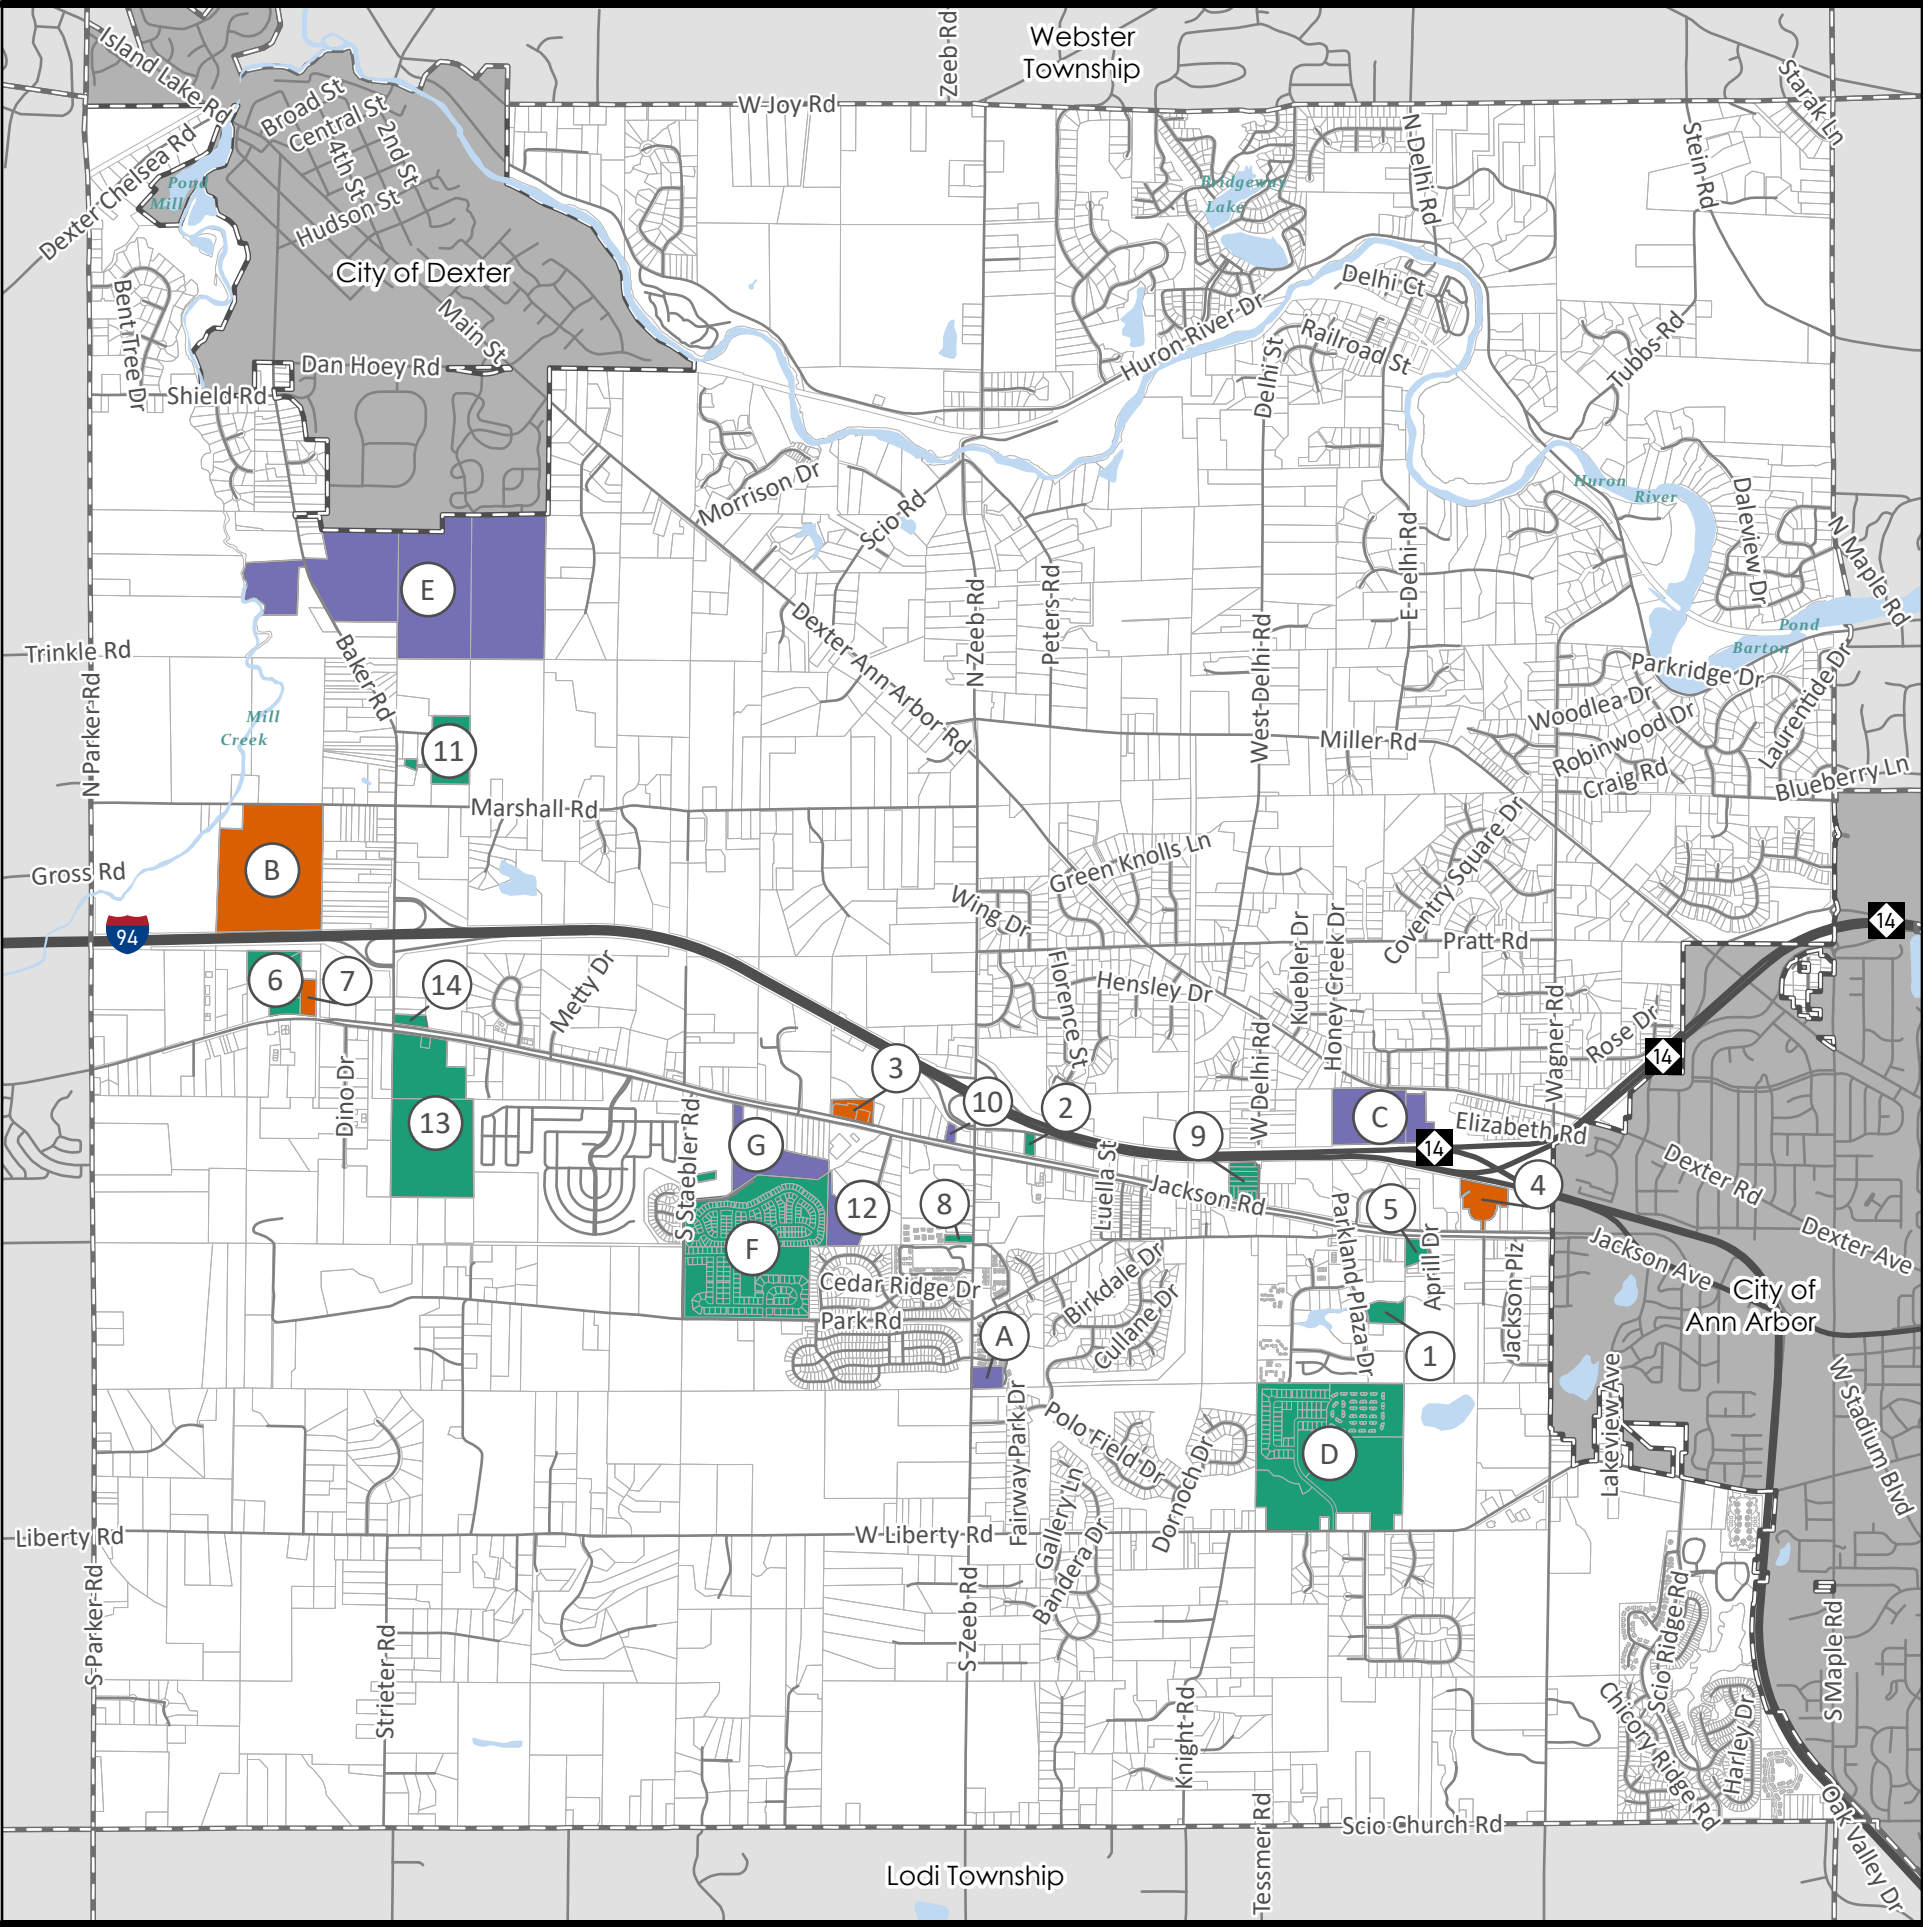 Webster
Township
Zeeb Rd
Island Lake Rd
W Joy Rd
Starak Ln
Stein Rd
N Delhi Rd
Broad St
Central St
2nd St
4th St
Hudson St
Dexter Chelsea Rd
Pond
Mill
Bridgeway
Lake
City of Dexter
Main St
Bent Tree Dr
Dan Hoey Rd
Shield Rd
Delhi Ct
Huron River Dr
Railroad St
Delhi St
Tubbs Rd
Morrison Dr
Scio Rd
Huron
River
Daleview Dr
N Maple Rd
E Delhi Rd
E
N Zeeb Rd
Peters Rd
Dexter Ann Arbor Rd
West Delhi Rd
Pond
Barton
Trinkle Rd
Baker Rd
N Parker Rd
Parkridge Dr
Woodlea Dr
Robinwood Dr
Laurentide Dr
Craig Rd
Blueberry Ln
Miller Rd
Mill
Creek
11
Marshall Rd
Gross Rd
B
Green Knolls Ln
Wing Dr
Coventry Square Dr
Pratt Rd
94
14
6
7
14
Metty Dr
Florence St
Hensley Dr
Kuebler Dr
Honey Creek Dr
Wagner Rd
Rose Dr
14
Dino Dr
13
3
10
2
9
W Delhi Rd
C
Elizabeth Rd
14
S Staebler Rd
G
Luella St
Jackson Rd
4
Dexter Rd
12
8
5
F
Parkland Plaza Dr
April Dr
Jackson Plz
Jackson Ave
Dexter Ave
City of
Ann Arbor
Cedar Ridge Dr
Park Rd
Birkdale Dr
Cullane Dr
A
1
Lakeview Ave
W Stadium Blvd
Fairway Park Dr
Polo Field Dr
Dornoch Dr
D
Gallery Ln
Bandera Dr
Liberty Rd
W Liberty Rd
S Parker Rd
Strieter Rd
S Zeeb Rd
Knight Rd
Scio Ridge Rd
Chicory Ridge Rd
Harley Dr
S Maple Rd
Tessmer Rd
Scio Church Rd
Oak Valley Dr
Lodi Township